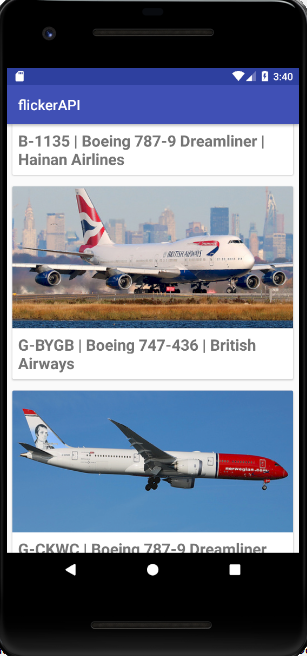 3:40
flickerAPI
B-1135 | Boeing 787-9 Dreamliner |
Hainan Airlines
BRITISH AIRWAYS
G-BYGB | Boeing 747-436 | British
Airways
norwegian.com
G-CKWC | Boeing 787-9 Dreamliner